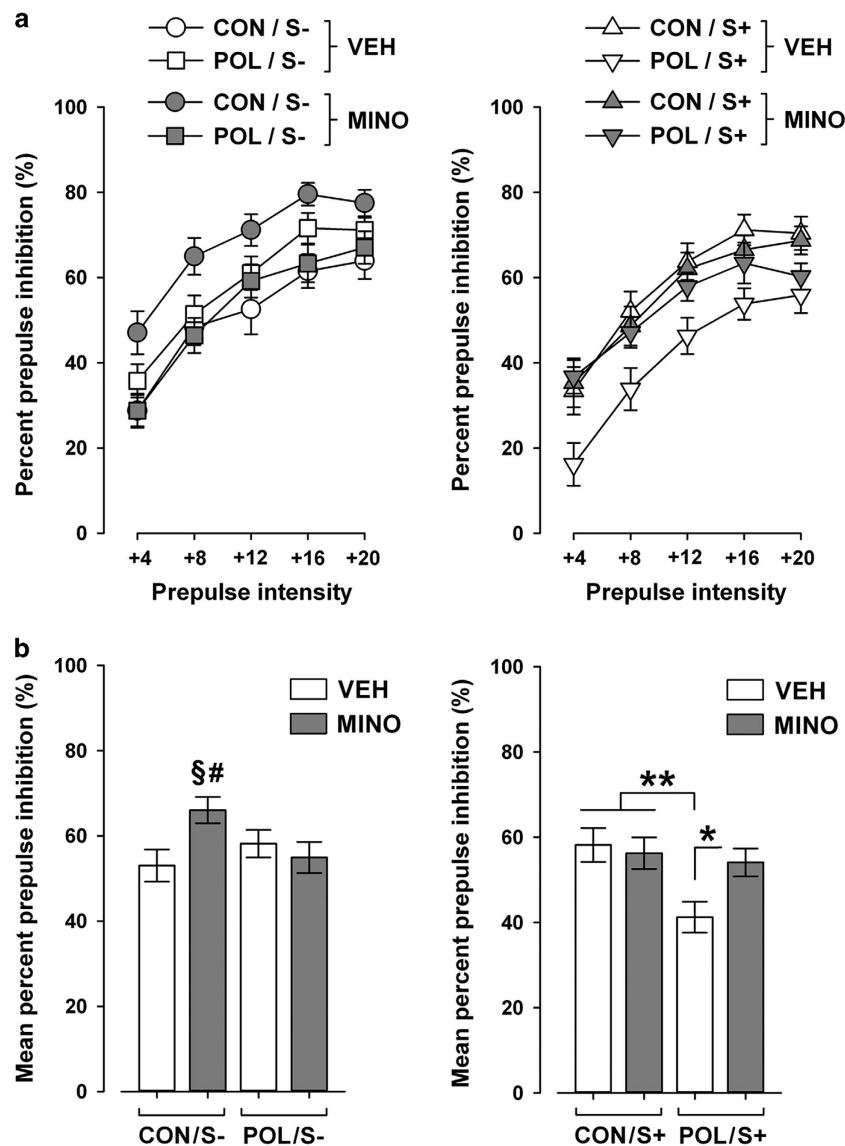 a
CON / S-
POL / S-
VEH
CON / S-
POL / S-
MINO
Percent prepulse inhibition (%)
100
80
60
40
20
0
+4 +8 +12 +16 +20
Prepulse intensity
CON / S+
POL / S+
VEH
CON / S+
POL / S+
MINO
Percent prepulse inhibition (%)
100
80
60
40
20
0
+4 +8 +12 +16 +20
Prepulse intensity
b
Mean percent prepulse inhibition (%)
100
80
60
40
20
0
VEH
MINO
§#
CON/S- POL/S-
Mean percent prepulse inhibition (%)
100
80
60
40
20
0
VEH
MINO
**
*
CON/S+ POL/S+